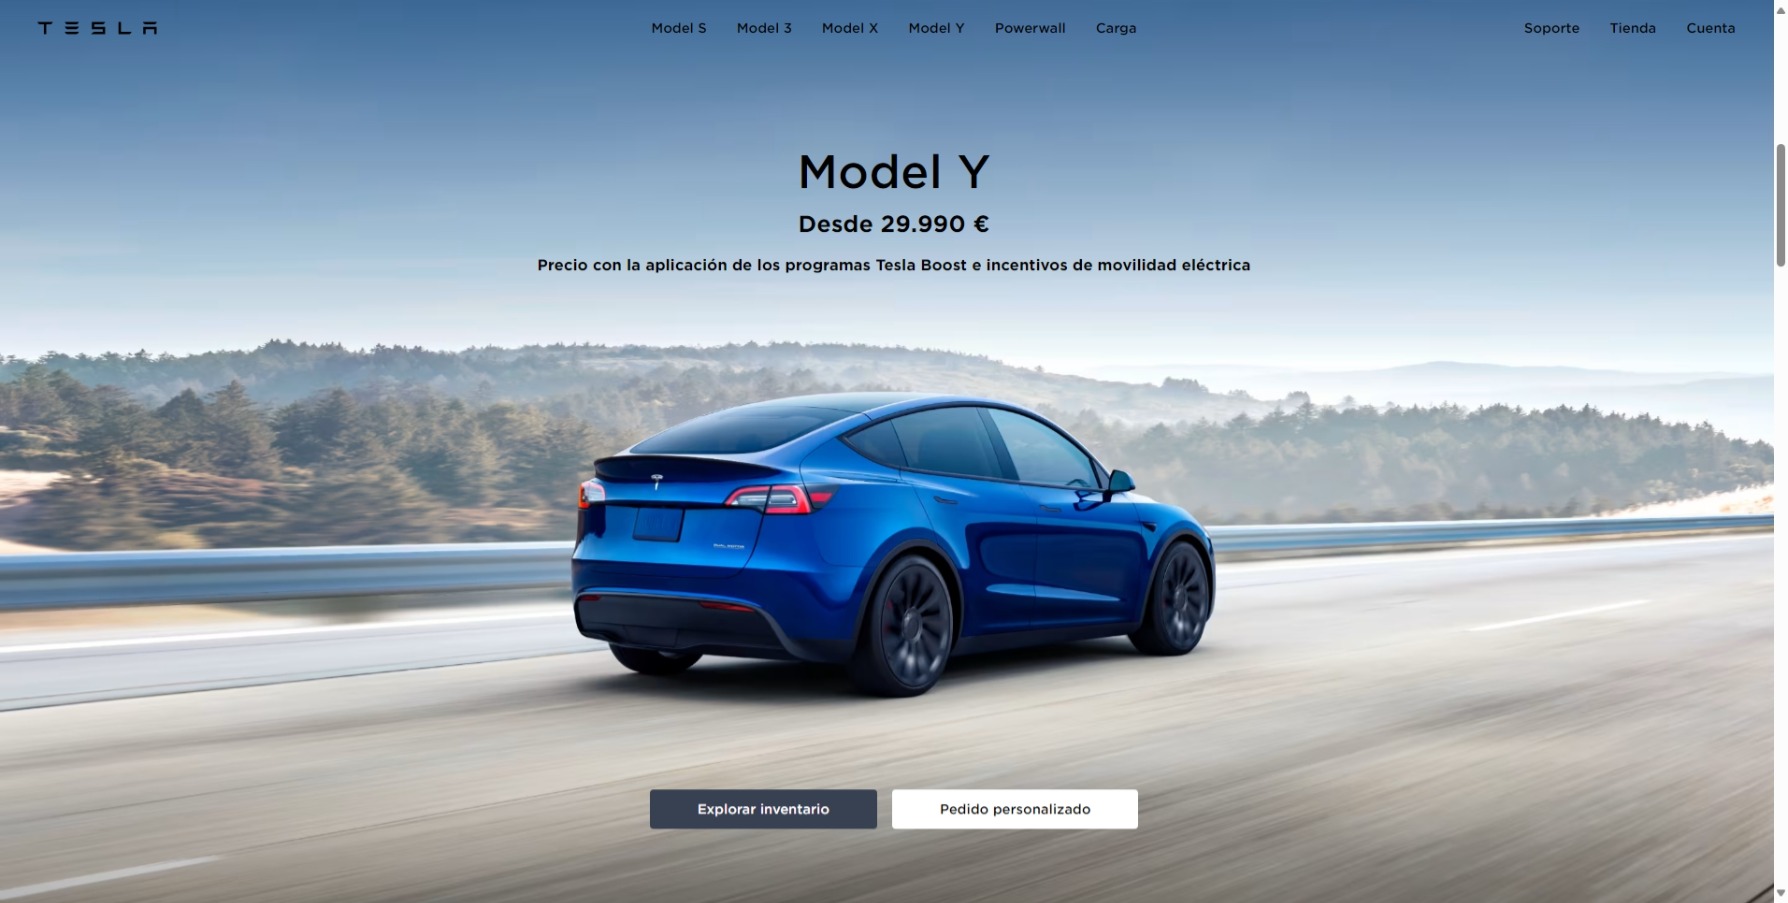 TESLA
Model S
Model 3
Model X
Model Y
Powerwall
Carga
Soporte
Tienda
Cuenta
Model Y
Desde 29.990 €
Precio con la aplicación de los programas Tesla Boost e incentivos de movilidad eléctrica
Explorar inventario
Pedido personalizado